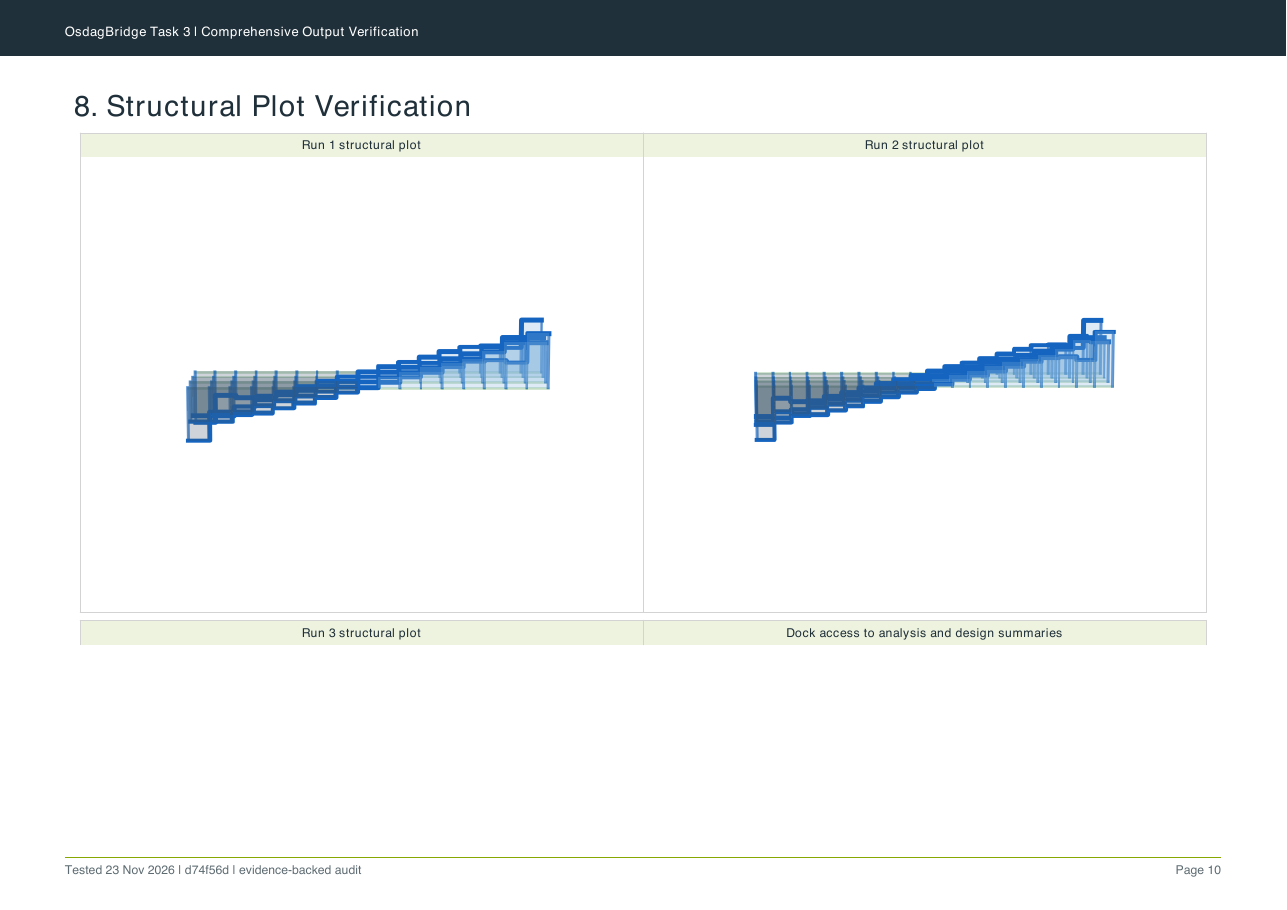 OsdagBridge Task 3 | Comprehensive Output Verification
8. Structural Plot Verification
Run 1 structural plot
Run 2 structural plot
Run 3 structural plot
Dock access to analysis and design summaries
Tested 23 Nov 2026 | d74f56d | evidence-backed audit
Page 10